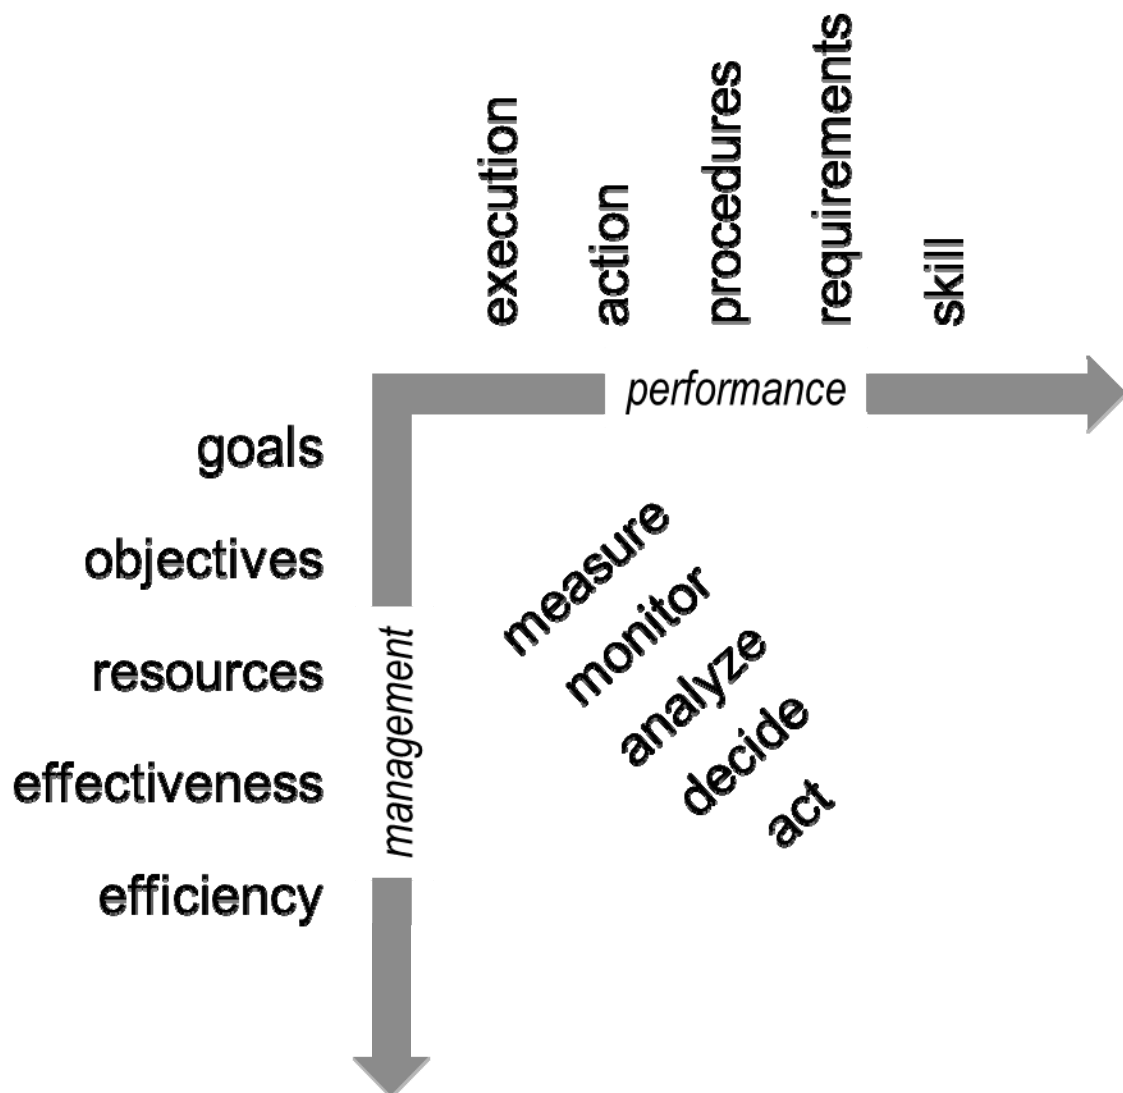 execution
action
procedures
requirements
skill
performance
goals
objectives
resources
effectiveness
efficiency
management
measure
monitor
analyze
decide
act